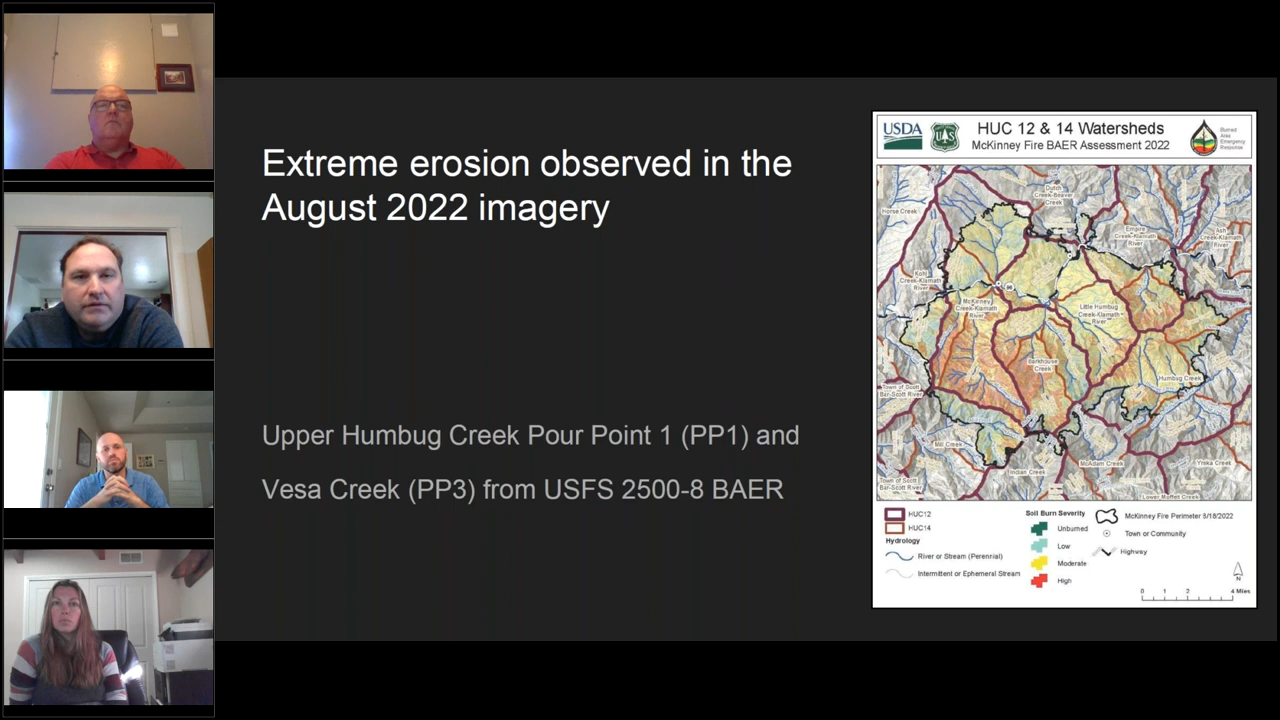 Extreme erosion observed in the
August 2022 imagery
Upper Humbug Creek Pour Point 1 (PP1) and
Vesa Creek (PP3) from USFS 2500-8 BAER
USDA
UAS
HUC 12 & 14 Watersheds
McKinney Fire BAER Assessment 2022
Burned
Area
Emergency
Response
Dutch
Creek-Beaver
Creek
Horse Creek
Empire
Creek-Klamath
River
Ash
Creek-Klamath
River
Kohl
Creek-Klamath
River
McKinney
Creek-Klamath
River
96
Little Humbug
Creek-Klamath
River
Barkhouse
Creek
Humbug Creek
Town of Scott
Bar-Scott River
Mill Creek
McAdam Creek
Yreka Creek
Indian Creek
Town of Scott
Bar-Scott River
Lower Moffett Creek
HUC12
HUC14
Hydrology
River or Stream (Perennial)
Intermittent or Ephemeral Stream
Soil Burn Severity
Unburned
Low
Moderate
High
McKinney Fire Perimeter 8/18/2022
Town or Community
Highway
N
0 1 2 4 Miles